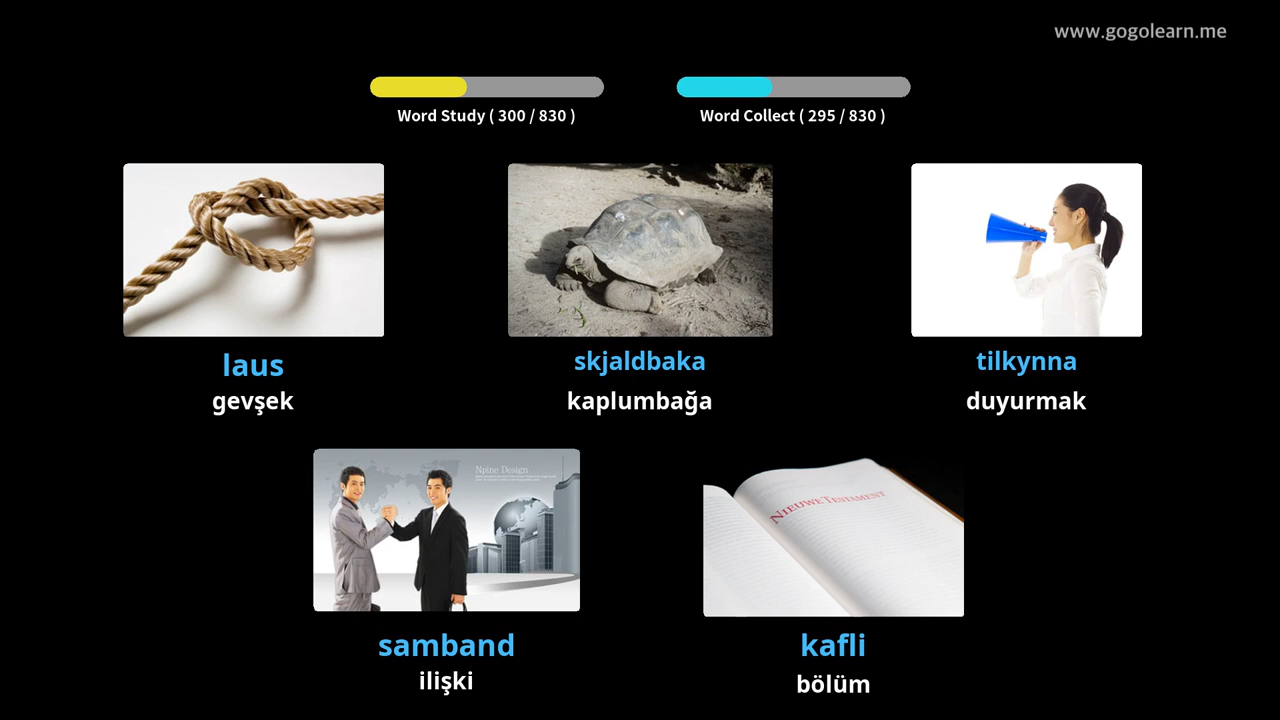 www.gogolearn.me
Word Study ( 300 / 830 )
Word Collect ( 295 / 830 )
laus
gevşek
skjaldbaka
kaplumbağa
tilkynna
duyurmak
Npine Design
samband
ilişki
NIEUWE TESTAMENT
kafli
bölüm